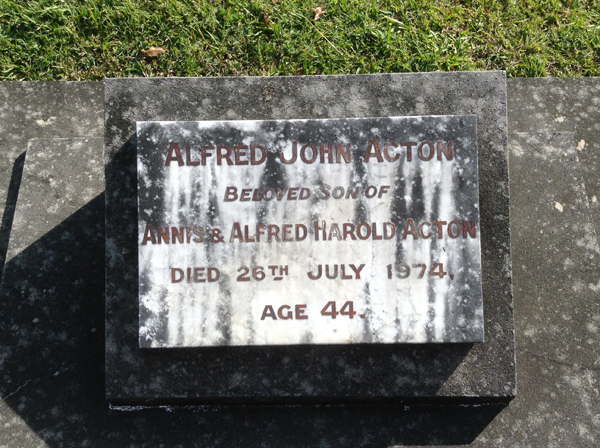 ALFRED JOHN ACTON
BELOVED SON OF
ANNIS & ALFRED HAROLD ACTON
DIED 26TH JULY 1974,
AGE 44.